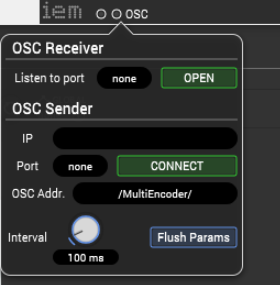 iem OSC
OSC Receiver
Listen to port none OPEN
OSC Sender
IP
Port none CONNECT
OSC Addr. /MultiEncoder/
Interval Flush Params
100 ms